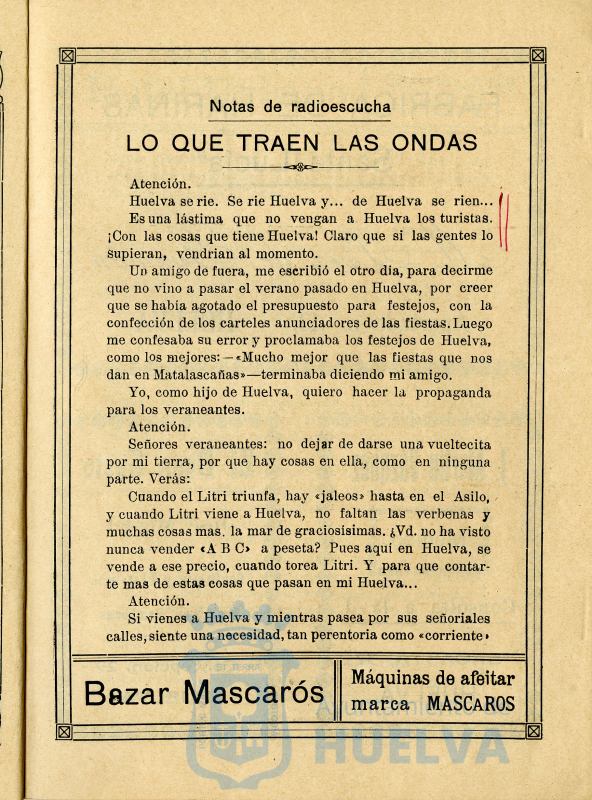 Notas de radioescucha
LO QUE TRAEN LAS ONDAS
Atención.
Huelva se rie. Se rie Huelva y... de Huelva se rien...
Es una lástima que no vengan a Huelva los turistas.
¡Con las cosas que tiene Huelva! Claro que si las gentes lo
supieran, vendrian al momento.
Un amigo de fuera, me escribió el otro dia, para decirme
que no vino a pasar el verano pasado en Huelva, por creer
que se había agotado el presupuesto para festejos, con la
confección de los carteles anunciadores de las fiestas. Luego
me confesaba su error y proclamaba los festejos de Huelva,
como los mejores: —«Mucho mejor que las fiestas que nos
dan en Matalascañas»—terminaba diciendo mi amigo.
Yo, como hijo de Huelva, quiero hacer la propaganda
para los veraneantes.
Atención.
Señores veraneantes: no dejar de darse una vueltecita
por mi tierra, por que hay cosas en ella, como en ninguna
parte. Verás:
Cuando el Litri triunfa, hay «jaleos» hasta en el Asilo,
y cuando Litri viene a Huelva, no faltan las verbenas y
muchas cosas mas, la mar de graciosísimas. ¿Vd. no ha visto
nunca vender «A B C» a peseta? Pues aquí en Huelva, se
vende a ese precio, cuando torea Litri. Y para que contar-
te mas de estas cosas que pasan en mi Huelva...
Atención.
Si vienes a Huelva y mientras pasea por sus señoriales
calles, siente una necesidad, tan perentoria como «corriente»
Bazar Mascarós
Máquinas de afeitar
marca MASCAROS
Ayuntamiento
HUELVA